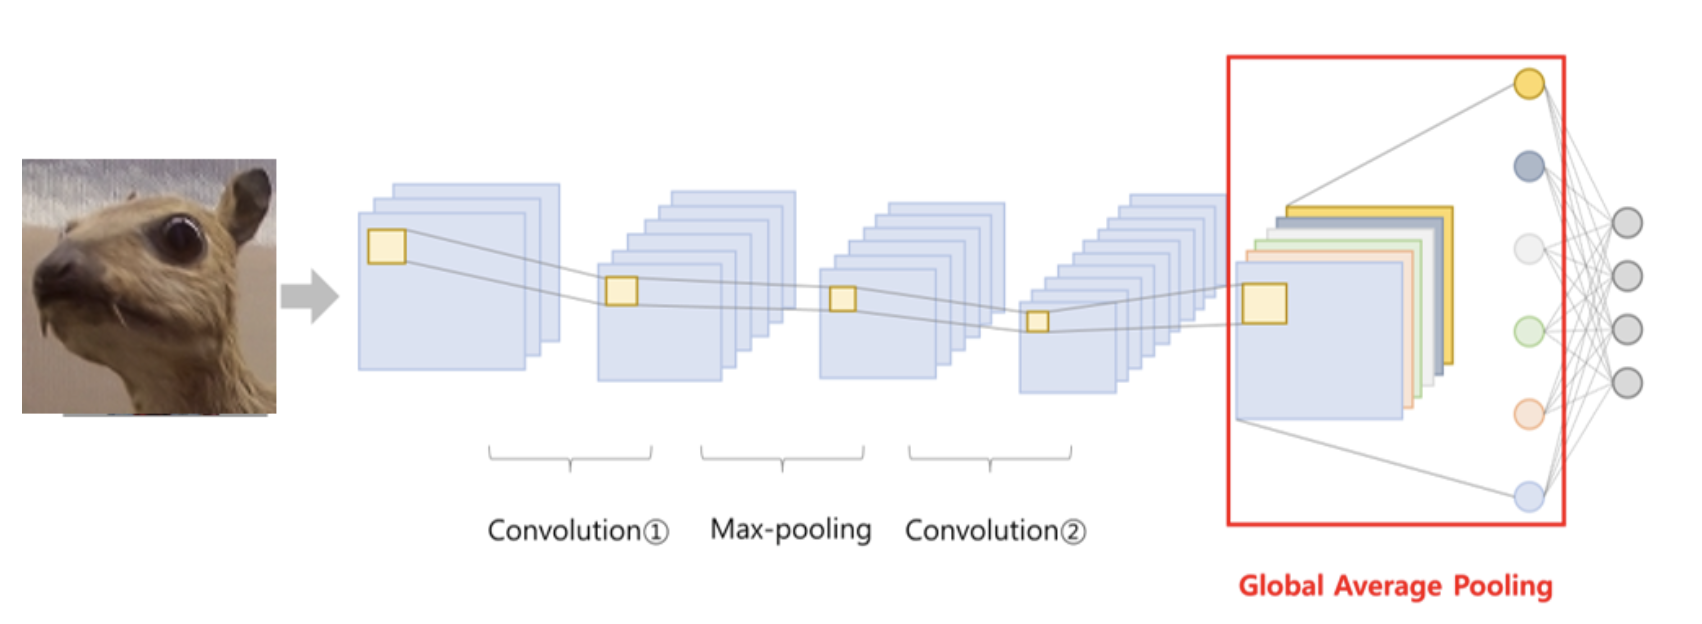 Convolution①
Max-pooling
Convolution②
Global Average Pooling